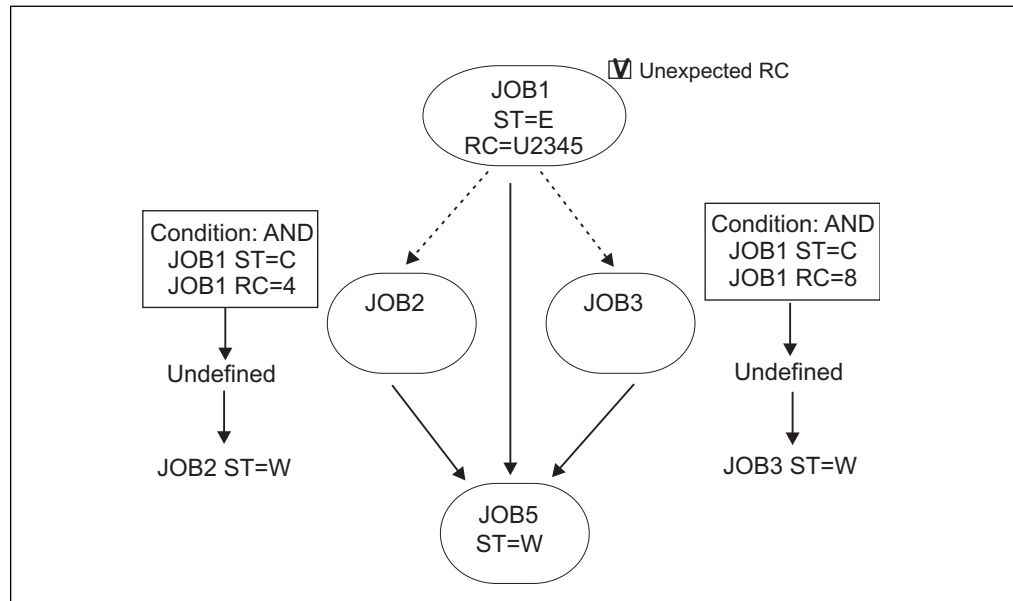 V Unexpected RC
JOB1
ST=E
RC=U2345
Condition: AND
JOB1 ST=C
JOB1 RC=4
Undefined
JOB2 ST=W
JOB2
JOB3
Condition: AND
JOB1 ST=C
JOB1 RC=8
Undefined
JOB3 ST=W
JOB5
ST=W